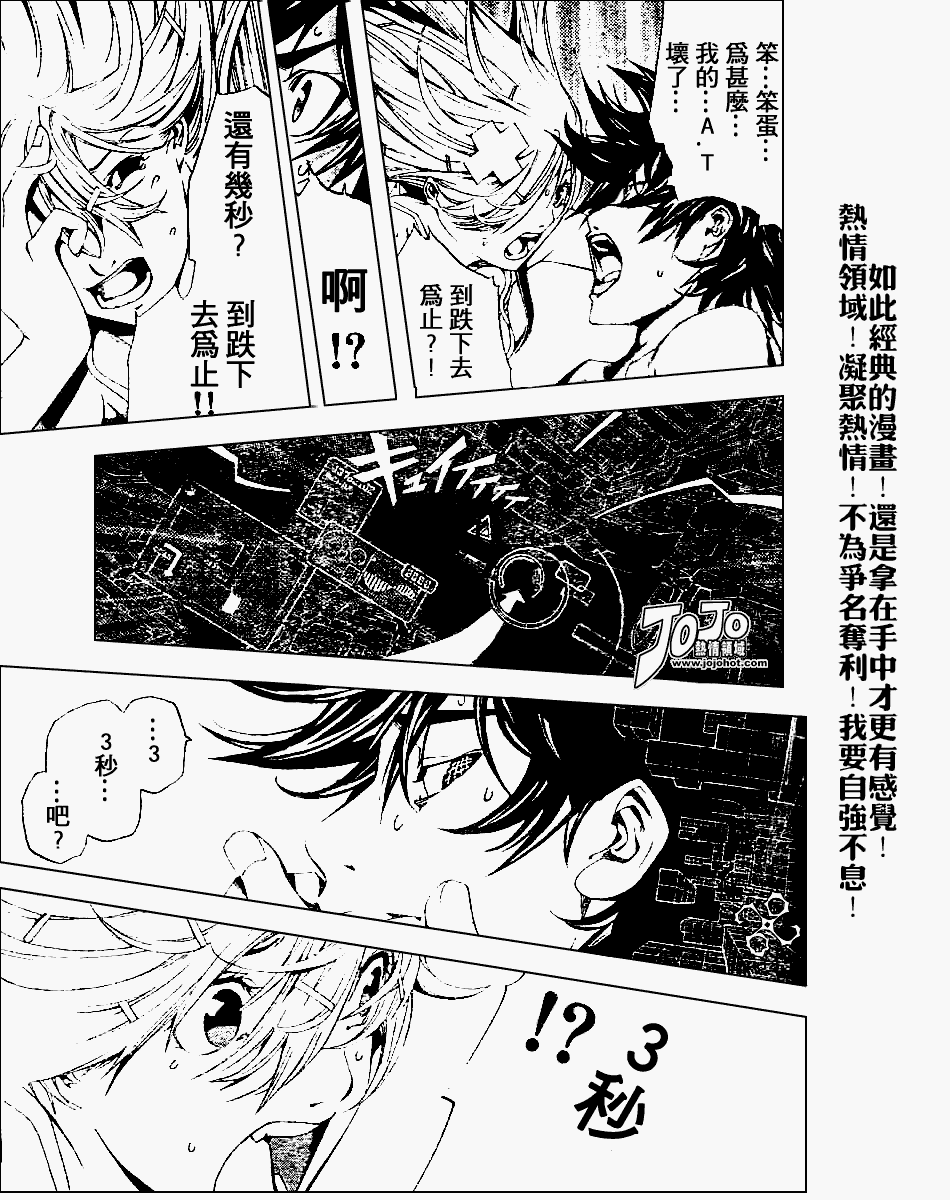 笨…笨蛋…
爲甚麼…
我的…A.T
壞了…
到跌下去
爲止?!
啊
!?
還有幾秒?
到跌下
去爲止!!
キュイイイイケー
JOJO
熱情領域
www.jojohot.com
…3
3秒…
…吧?
3秒
!?
如此經典的漫畫!還是拿在手中才更有感覺!
熱情領域!凝聚熱情!不為爭名奪利!我要自強不息!